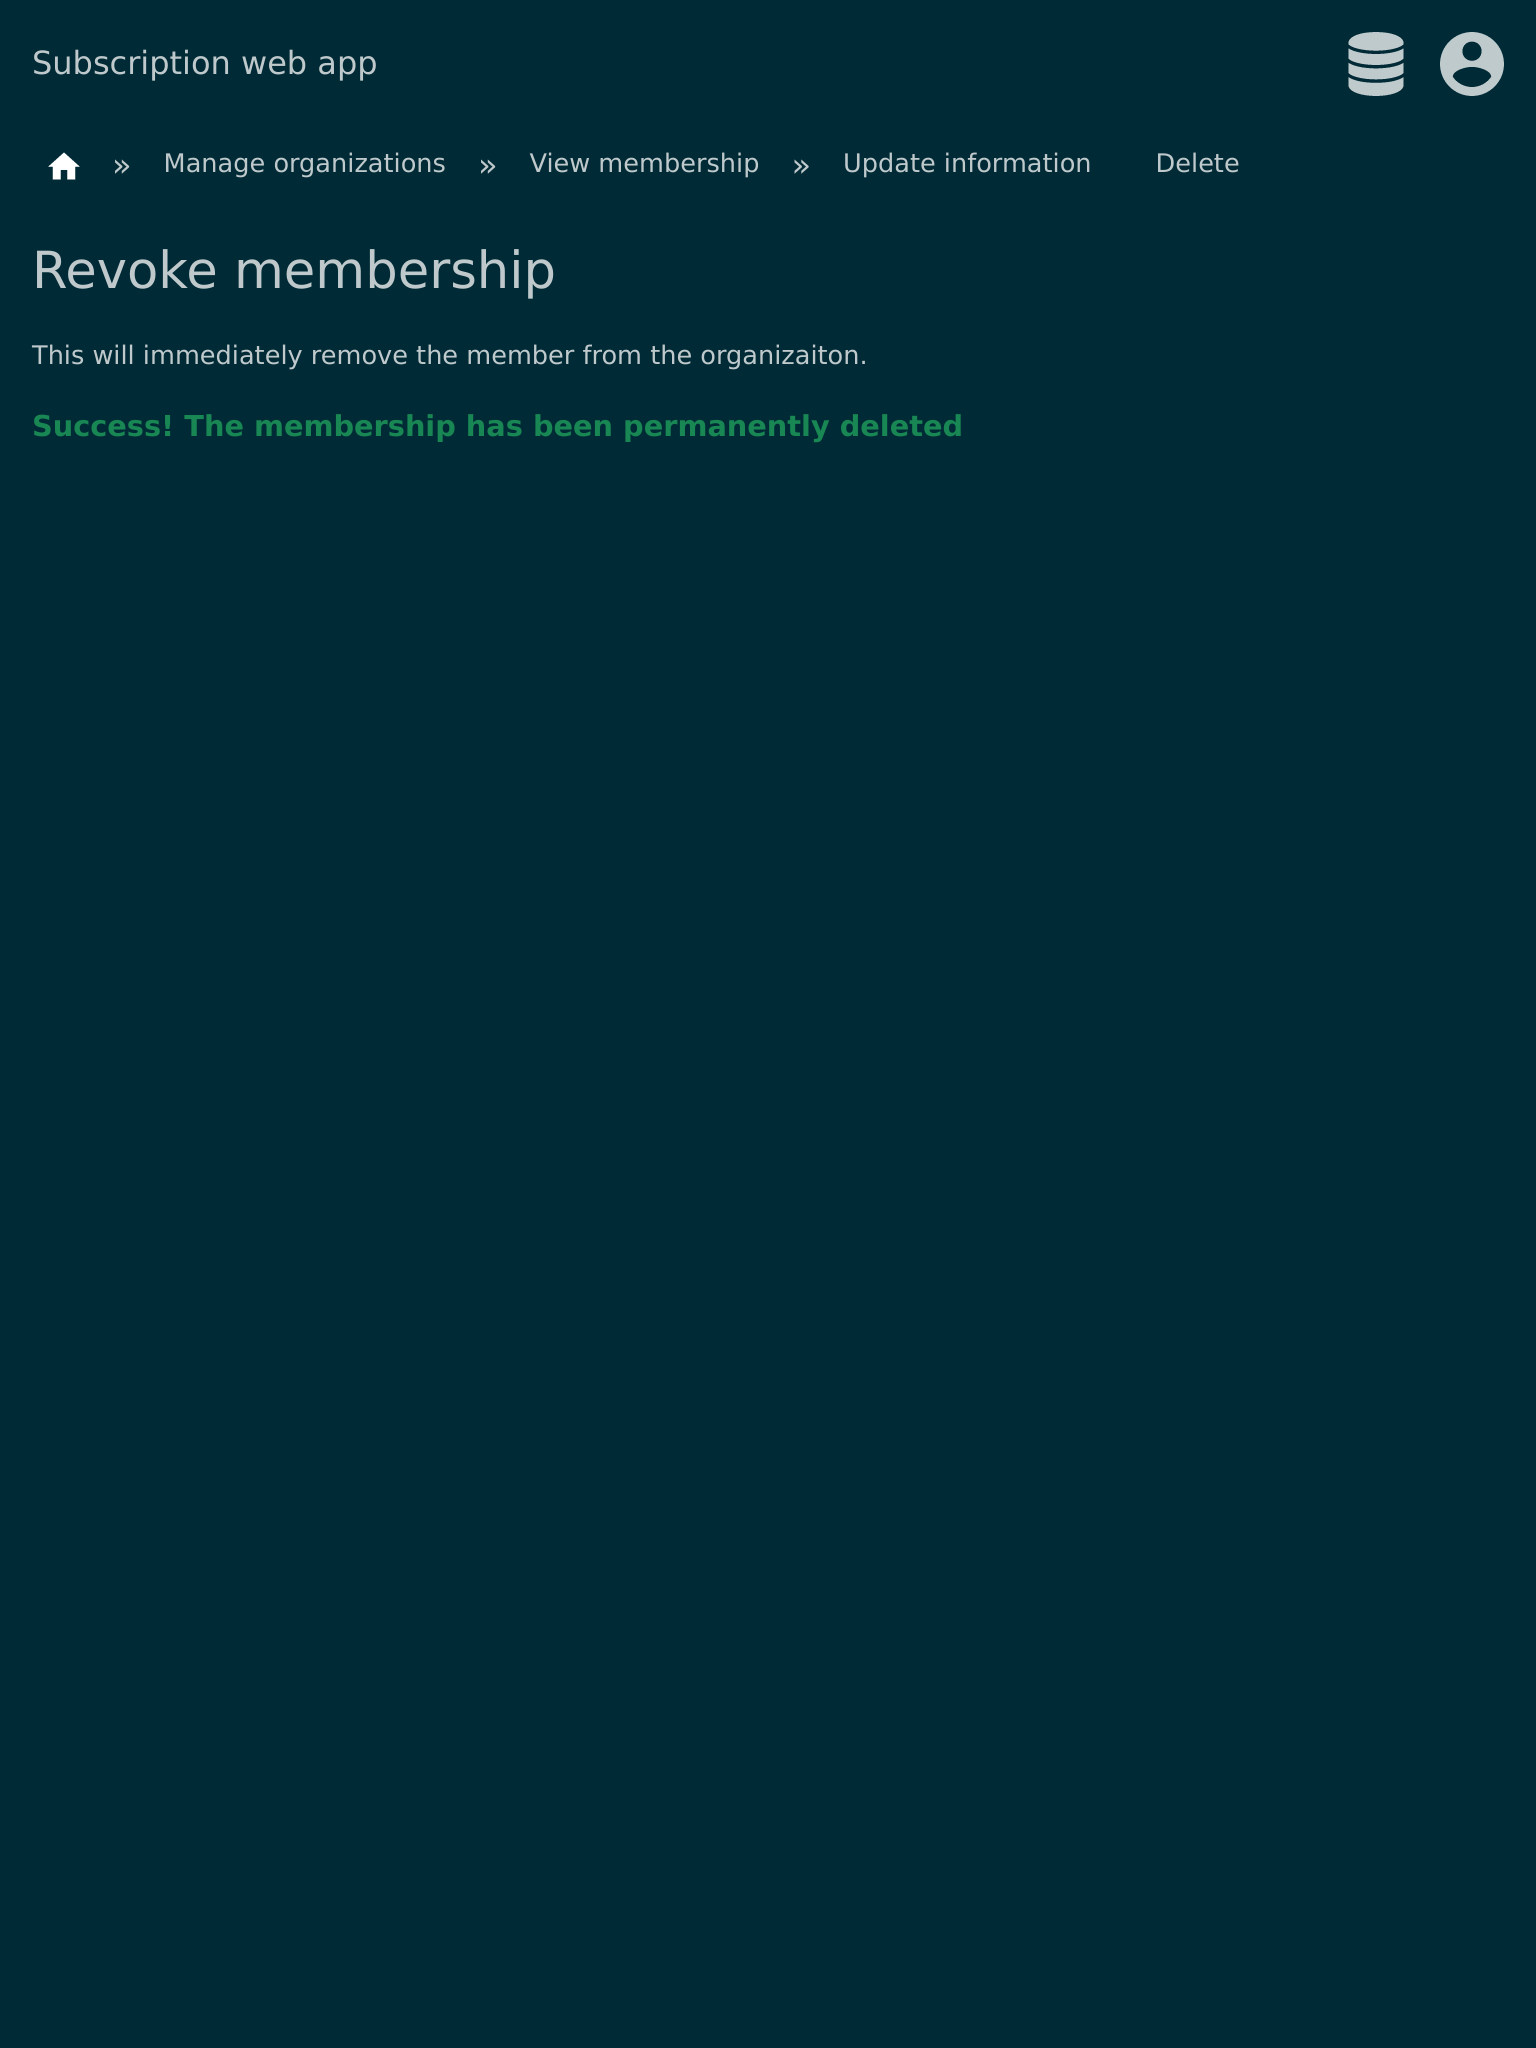 Subscription web app
» Manage organizations » View membership » Update information Delete
Revoke membership
This will immediately remove the member from the organizaiton.
Success! The membership has been permanently deleted